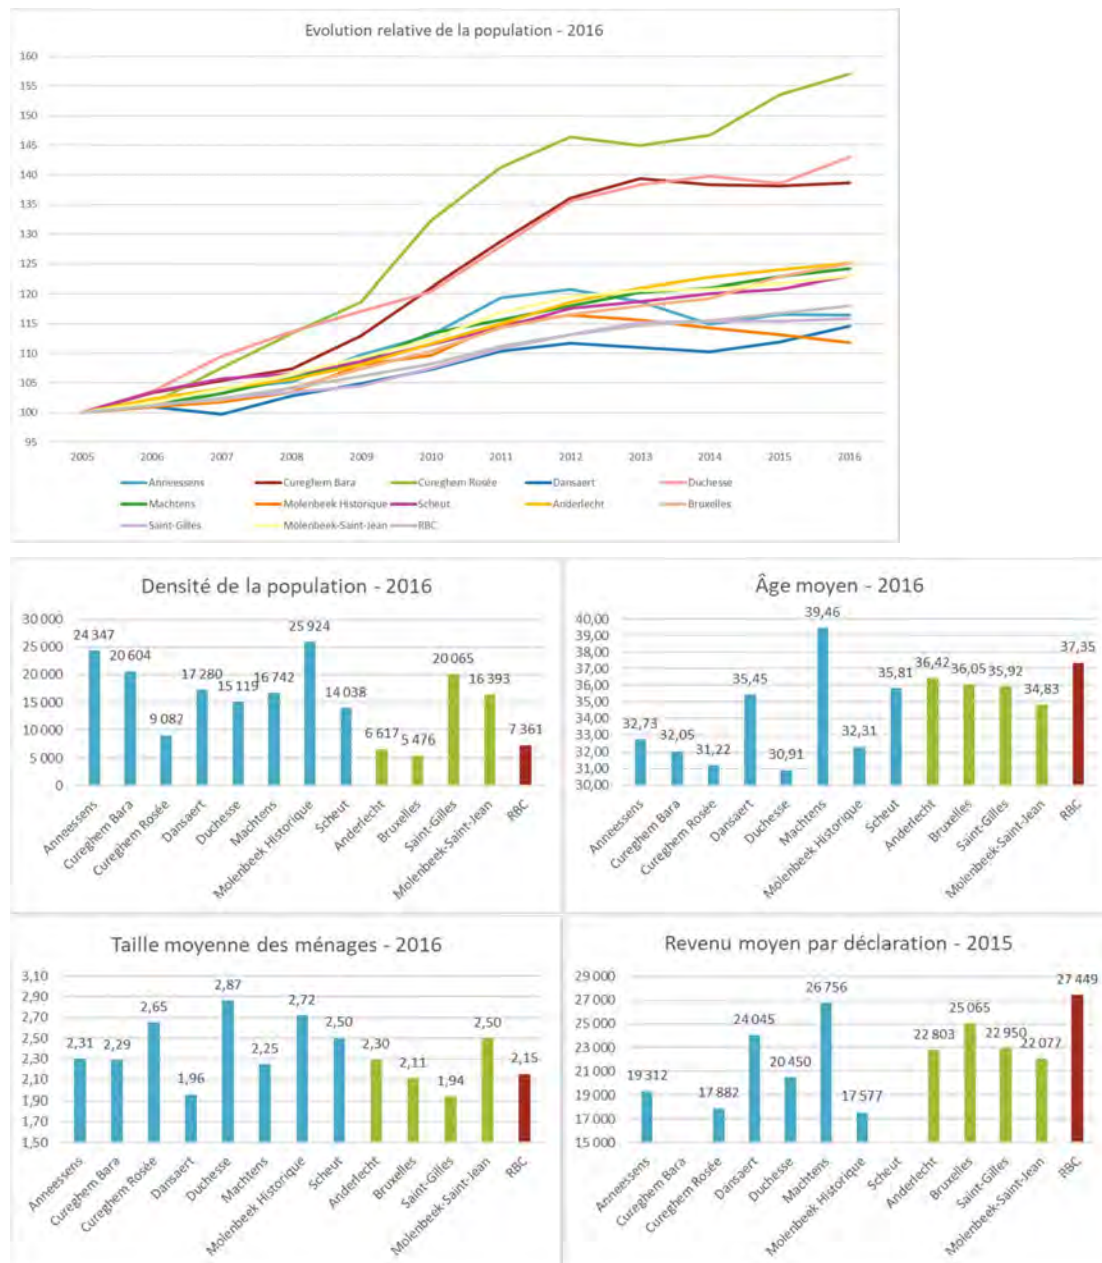 Evolution relative de la population - 2016
160
155
150
145
140
135
130
125
120
115
110
105
100
95
2005 2006 2007 2008 2009 2010 2011 2012 2013 2014 2015 2016
Anneessens Cureghem Bara Cureghem Rosée Dansaert Duchesse
Machtens Molenbeek Historique Scheut Anderlecht Bruxelles
Saint-Gilles Molenbeek-Saint-Jean RBC
Densité de la population - 2016
30 000
25 000
20 000
15 000
10 000
5 000
0
24 347
20 604
9 082
17 280
15 119
16 742
25 924
14 038
6 617
5 476
20 065
16 393
7 361
Anneessens
Cureghem Bara
Cureghem Rosée
Dansaert
Duchesse
Machtens
Molenbeek Historique
Scheut
Anderlecht
Bruxelles
Saint-Gilles
Molenbeek-Saint-Jean
RBC
Âge moyen - 2016
40,00
39,00
38,00
37,00
36,00
35,00
34,00
33,00
32,00
31,00
30,00
32,73
32,05
31,22
35,45
30,91
39,46
32,31
35,81
36,42
36,05
35,92
34,83
37,35
Anneessens
Cureghem Bara
Cureghem Rosée
Dansaert
Duchesse
Machtens
Molenbeek Historique
Scheut
Anderlecht
Bruxelles
Saint-Gilles
Molenbeek-Saint-Jean
RBC
Taille moyenne des ménages - 2016
3,10
2,90
2,70
2,50
2,30
2,10
1,90
1,70
1,50
2,31
2,29
2,65
1,96
2,87
2,25
2,72
2,50
2,30
2,11
1,94
2,50
2,15
Anneessens
Cureghem Bara
Cureghem Rosée
Dansaert
Duchesse
Machtens
Molenbeek Historique
Scheut
Anderlecht
Bruxelles
Saint-Gilles
Molenbeek-Saint-Jean
RBC
Revenu moyen par déclaration - 2015
29 000
27 000
25 000
23 000
21 000
19 000
17 000
15 000
19 312
17 882
24 045
20 450
26 756
17 577
22 803
25 065
22 950
22 077
27 449
Anneessens
Cureghem Bara
Cureghem Rosée
Dansaert
Duchesse
Machtens
Molenbeek Historique
Scheut
Anderlecht
Bruxelles
Saint-Gilles
Molenbeek-Saint-Jean
RBC